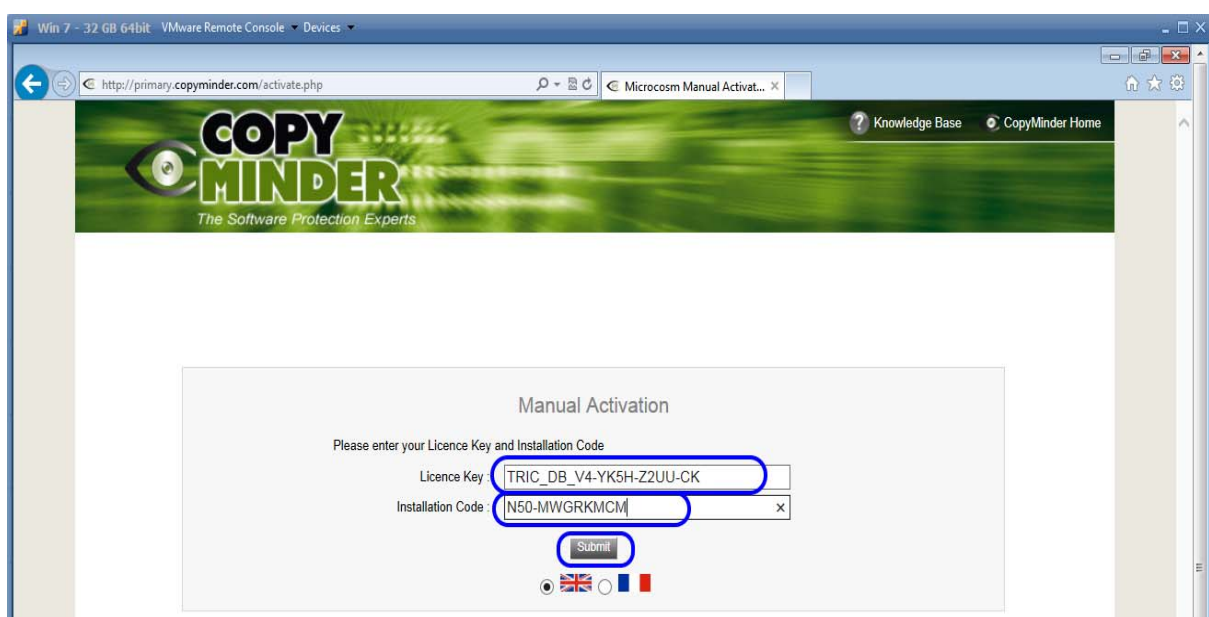 Win 7 - 32 GB 64bit VMware Remote Console Devices
http://primary.copyminder.com/activate.php Microcosm Manual Activat...
COPY
MINDER
The Software Protection Experts
Knowledge Base CopyMinder Home
Manual Activation
Please enter your Licence Key and Installation Code
Licence Key : TRIC_DB_V4-YK5H-Z2UU-CK
Installation Code : N50-MWGRKMCM
Submit